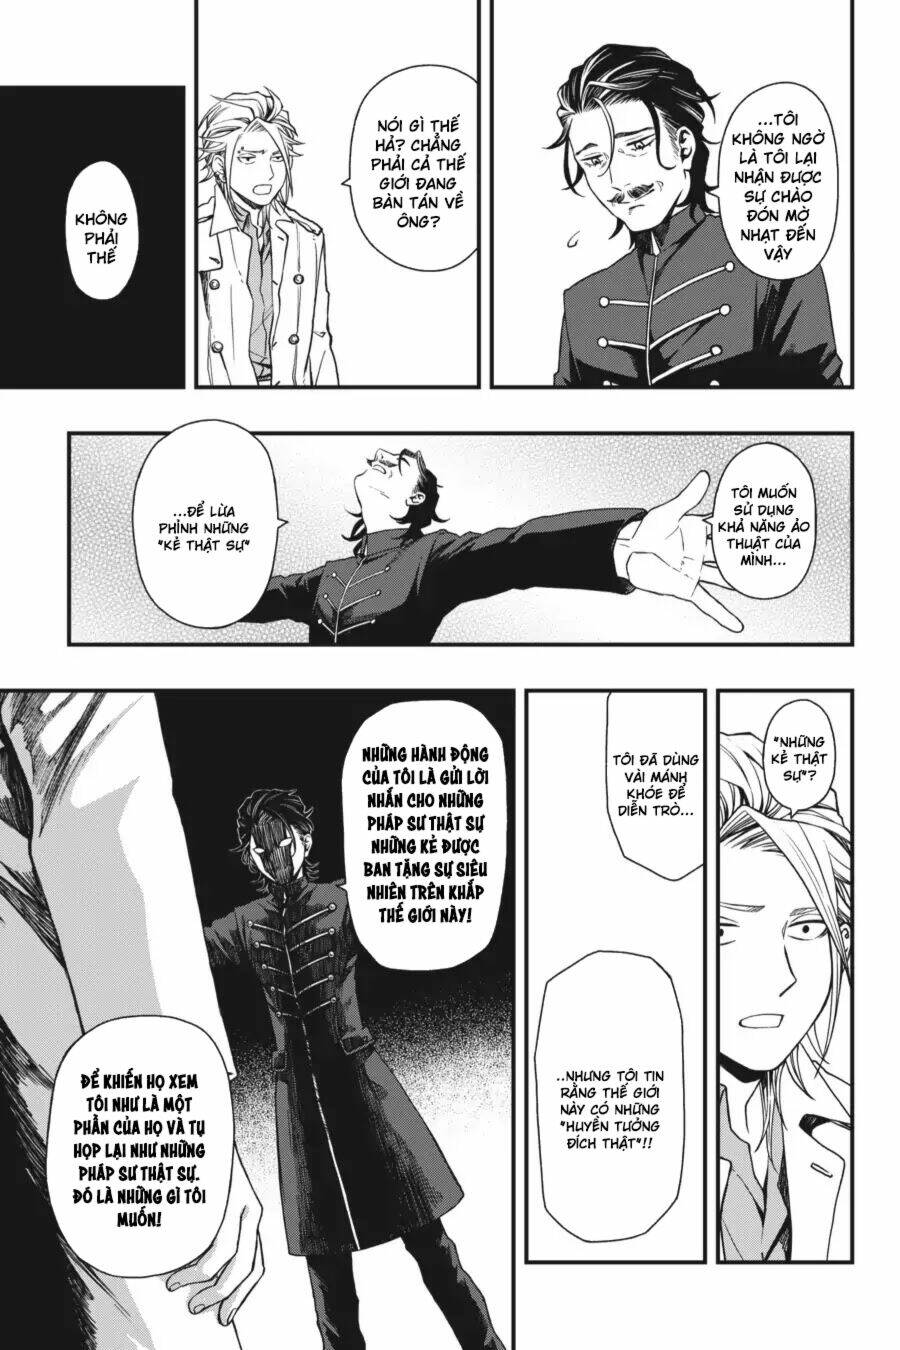 ...TÔI
KHÔNG NGỜ
LÀ TÔI LẠI
NHẬN ĐƯỢC
SỰ CHÀO
ĐÓN MỜ
NHẠT ĐẾN
VẬY
NÓI GÌ THẾ
HẢ? CHẲNG
PHẢI CẢ THẾ
GIỚI ĐANG
BÀN TÁN VỀ
ÔNG?
KHÔNG
PHẢI
THẾ
TÔI MUỐN
SỬ DỤNG
KHẢ NĂNG ẢO
THUẬT CỦA
MÌNH...
...ĐỂ LỪA
PHỈNH NHỮNG
"KẺ THẬT SỰ"
"NHỮNG
KẺ THẬT
SỰ"?
TÔI ĐÃ DÙNG
VÀI MÁNH
KHÓE ĐỂ
DIỄN TRÒ...
..NHƯNG TÔI TIN
RẰNG THẾ GIỚI
NÀY CÓ NHỮNG
"HUYỀN TƯỞNG
ĐÍCH THẬT"!!
NHỮNG HÀNH ĐỘNG
CỦA TÔI LÀ GỬI LỜI
NHẮN CHO NHỮNG
PHÁP SƯ THẬT SỰ
NHỮNG KẺ ĐƯỢC
BAN TẶNG SỰ SIÊU
NHIÊN TRÊN KHẮP
THẾ GIỚI NÀY!
ĐỂ KHIẾN HỌ XEM
TÔI NHƯ LÀ MỘT
PHẦN CỦA HỌ VÀ TỤ
HỌP LẠI NHƯ NHỮNG
PHÁP SƯ THẬT SỰ.
ĐÓ LÀ NHỮNG GÌ TÔI
MUỐN!